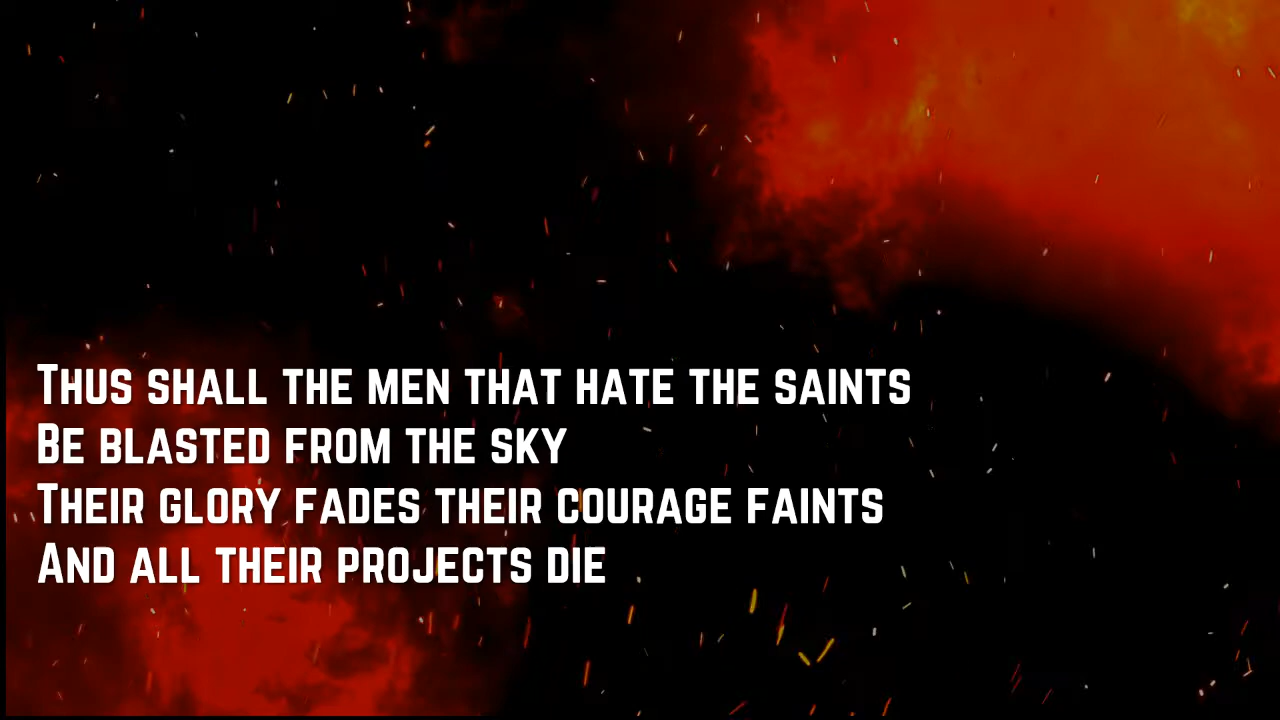 Thus shall the men that hate the saints
Be blasted from the sky
Their glory fades their courage faints
And all their projects die